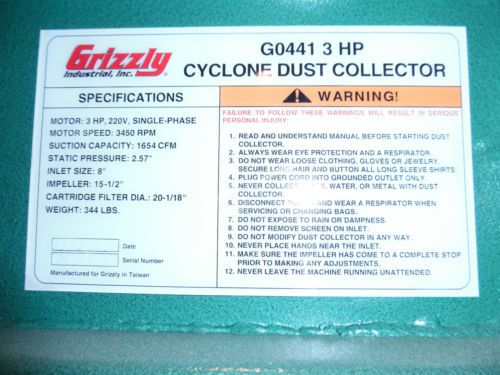 Grizzly
Industrial, Inc.
G0441 3 HP
CYCLONE DUST COLLECTOR
SPECIFICATIONS
MOTOR: 3 HP, 220V, SINGLE-PHASE
MOTOR SPEED: 3450 RPM
SUCTION CAPACITY: 1654 CFM
STATIC PRESSURE: 2.57"
INLET SIZE: 8"
IMPELLER: 15-1/2"
CARTRIDGE FILTER DIA.: 20-1/18"
WEIGHT: 344 LBS.
Date
Serial Number
Manufactured for Grizzly in Taiwan
WARNING!
FAILURE TO FOLLOW THESE WARNINGS WILL RESULT IN SERIOUS
PERSONAL INJURY:
1. READ AND UNDERSTAND MANUAL BEFORE STARTING DUST
COLLECTOR.
2. ALWAYS WEAR EYE PROTECTION AND A RESPIRATOR.
3. DO NOT WEAR LOOSE CLOTHING, GLOVES OR JEWELRY.
SECURE LONG HAIR AND BUTTON ALL LONG SLEEVE SHIRTS.
4. PLUG POWER CORD INTO GROUNDED OUTLET ONLY.
5. NEVER COLLECT WATER, OR METAL WITH DUST
COLLECTOR.
6. DISCONNECT AND WEAR A RESPIRATOR WHEN
SERVICING OR CHANGING BAGS.
7. DO NOT EXPOSE TO RAIN OR DAMPNESS.
8. DO NOT REMOVE SCREEN ON INLET.
9. DO NOT MODIFY DUST COLLECTOR IN ANY WAY.
10. NEVER PLACE HANDS NEAR THE INLET.
11. MAKE SURE THE IMPELLER HAS COME TO A COMPLETE STOP
PRIOR TO MAKING ANY ADJUSTMENTS.
12. NEVER LEAVE THE MACHINE RUNNING UNATTENDED.